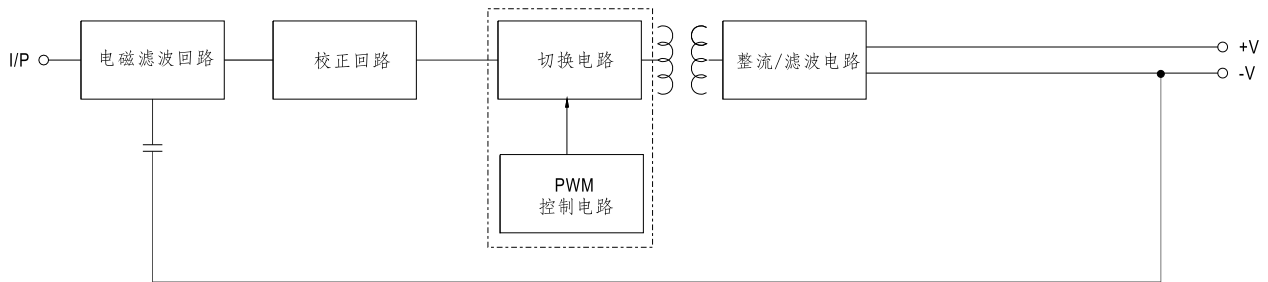 I/P
电磁滤波回路
校正回路
切换电路
整流/滤波电路
+V
-V
PWM
控制电路